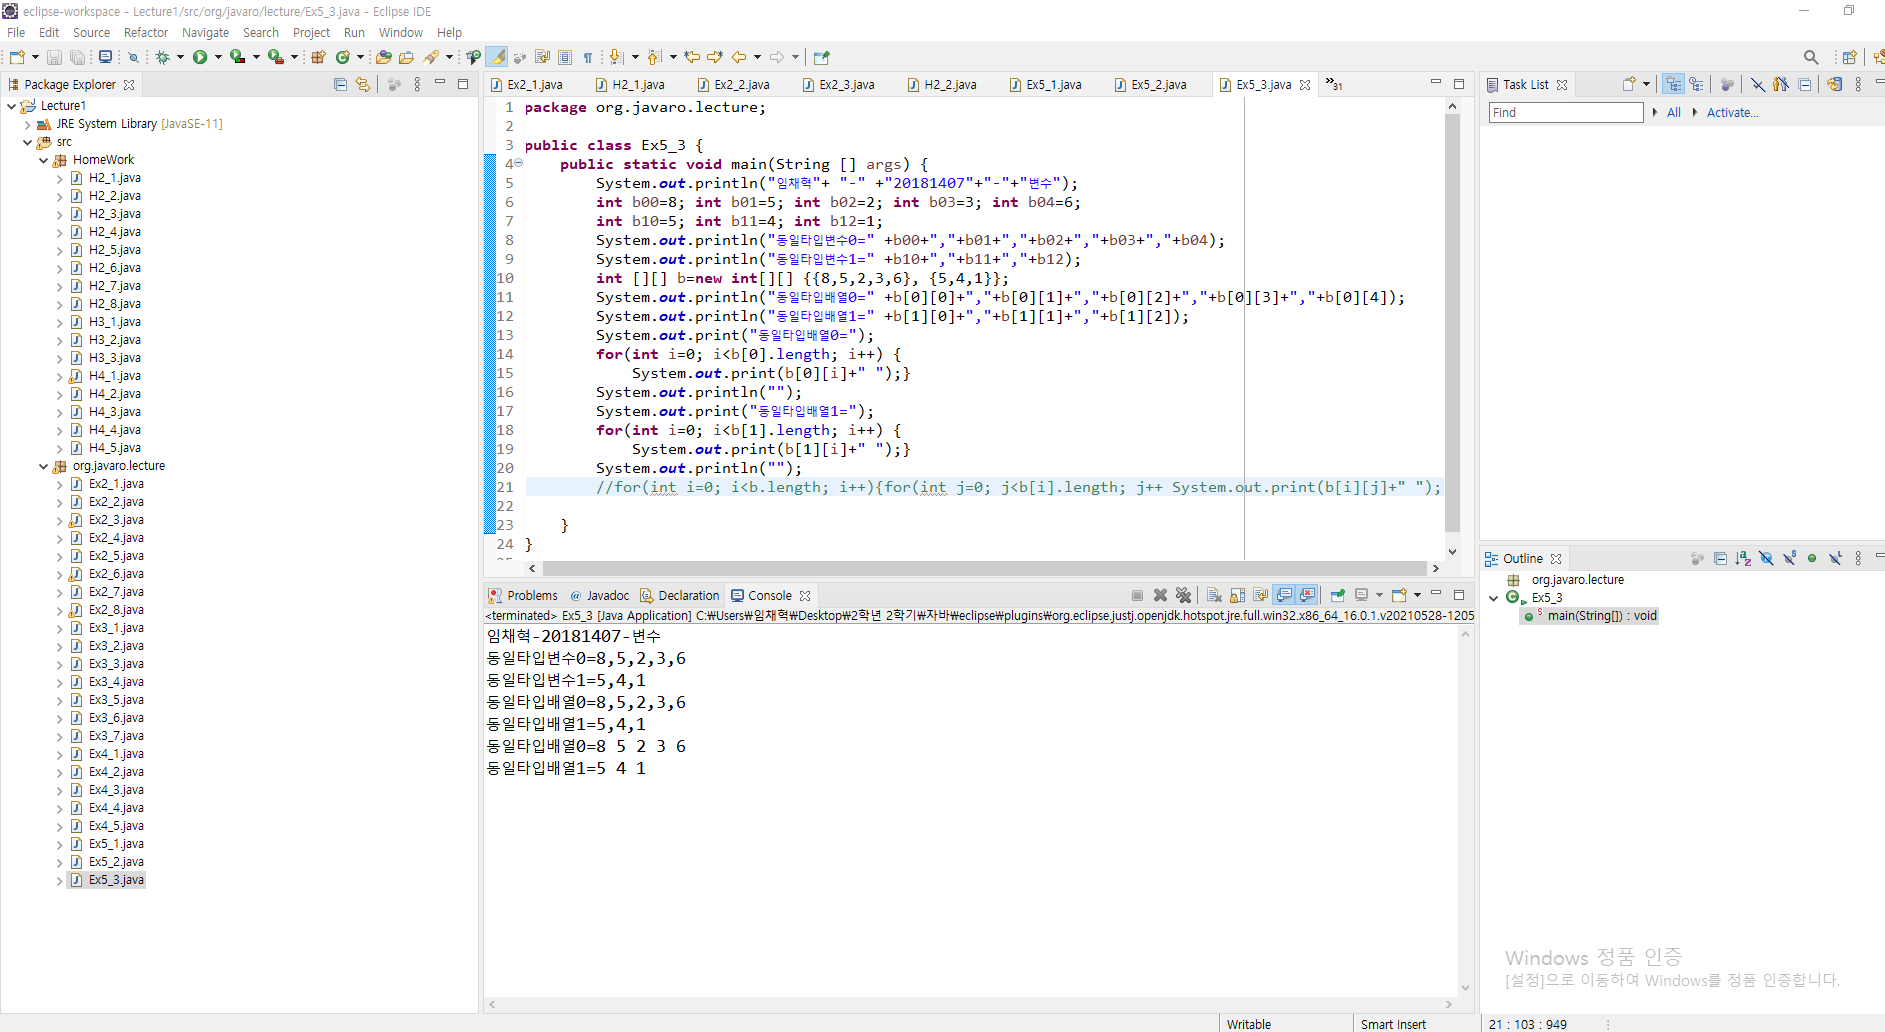 eclipse-workspace - Lecture1/src/org/javaro/lecture/Ex5_3.java - Eclipse IDE
File Edit Source Refactor Navigate Search Project Run Window Help
Package Explorer
Lecture1
JRE System Library [JavaSE-11]
src
HomeWork
H2_1.java
H2_2.java
H2_3.java
H2_4.java
H2_5.java
H2_6.java
H2_7.java
H2_8.java
H3_1.java
H3_2.java
H3_3.java
H4_1.java
H4_2.java
H4_3.java
H4_4.java
H4_5.java
org.javaro.lecture
Ex2_1.java
Ex2_2.java
Ex2_3.java
Ex2_4.java
Ex2_5.java
Ex2_6.java
Ex2_7.java
Ex2_8.java
Ex3_1.java
Ex3_2.java
Ex3_3.java
Ex3_4.java
Ex3_5.java
Ex3_6.java
Ex3_7.java
Ex4_1.java
Ex4_2.java
Ex4_3.java
Ex4_4.java
Ex4_5.java
Ex5_1.java
Ex5_2.java
Ex5_3.java
Ex2_1.java H2_1.java Ex2_2.java Ex2_3.java H2_2.java Ex5_1.java Ex5_2.java Ex5_3.java »31
1 package org.javaro.lecture;
2
3 public class Ex5_3 {
4 public static void main(String [] args) {
5 System.out.println("임채혁"+ "-" +"20181407"+"-"+"변수");
6 int b00=8; int b01=5; int b02=2; int b03=3; int b04=6;
7 int b10=5; int b11=4; int b12=1;
8 System.out.println("동일타입변수0=" +b00+","+b01+","+b02+","+b03+","+b04);
9 System.out.println("동일타입변수1=" +b10+","+b11+","+b12);
10 int [][] b=new int[][] {{8,5,2,3,6}, {5,4,1}};
11 System.out.println("동일타입배열0=" +b[0][0]+","+b[0][1]+","+b[0][2]+","+b[0][3]+","+b[0][4]);
12 System.out.println("동일타입배열1=" +b[1][0]+","+b[1][1]+","+b[1][2]);
13 System.out.print("동일타입배열0=");
14 for(int i=0; i<b[0].length; i++) {
15 System.out.print(b[0][i]+" ");}
16 System.out.println("");
17 System.out.print("동일타입배열1=");
18 for(int i=0; i<b[1].length; i++) {
19 System.out.print(b[1][i]+" ");}
20 System.out.println("");
21 //for(int i=0; i<b.length; i++){for(int j=0; j<b[i].length; j++ System.out.print(b[i][j]+" ");
22
23 }
24 }
Problems Javadoc Declaration Console
<terminated> Ex5_3 [Java Application] C:₩Users₩임채혁₩Desktop₩2학년 2학기₩자바₩eclipse₩plugins₩org.eclipse.justj.openjdk.hotspot.jre.full.win32.x86_64_16.0.1.v20210528-1205
임채혁-20181407-변수
동일타입변수0=8,5,2,3,6
동일타입변수1=5,4,1
동일타입배열0=8,5,2,3,6
동일타입배열1=5,4,1
동일타입배열0=8 5 2 3 6
동일타입배열1=5 4 1
Task List
Find All Activate...
Outline
org.javaro.lecture
Ex5_3
main(String[]) : void
Windows 정품 인증
[설정]으로 이동하여 Windows를 정품 인증합니다.
Writable Smart Insert 21 : 103 : 949